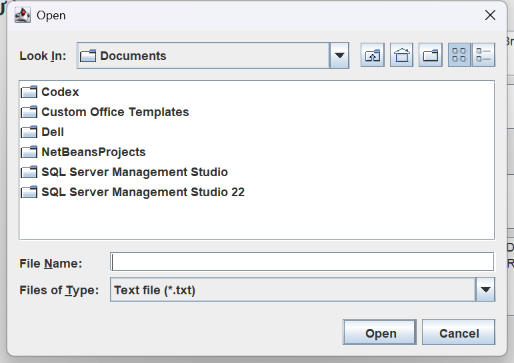 Open
Look In: Documents
Codex
Custom Office Templates
Dell
NetBeansProjects
SQL Server Management Studio
SQL Server Management Studio 22
File Name:
Files of Type: Text file (*.txt)
Open Cancel